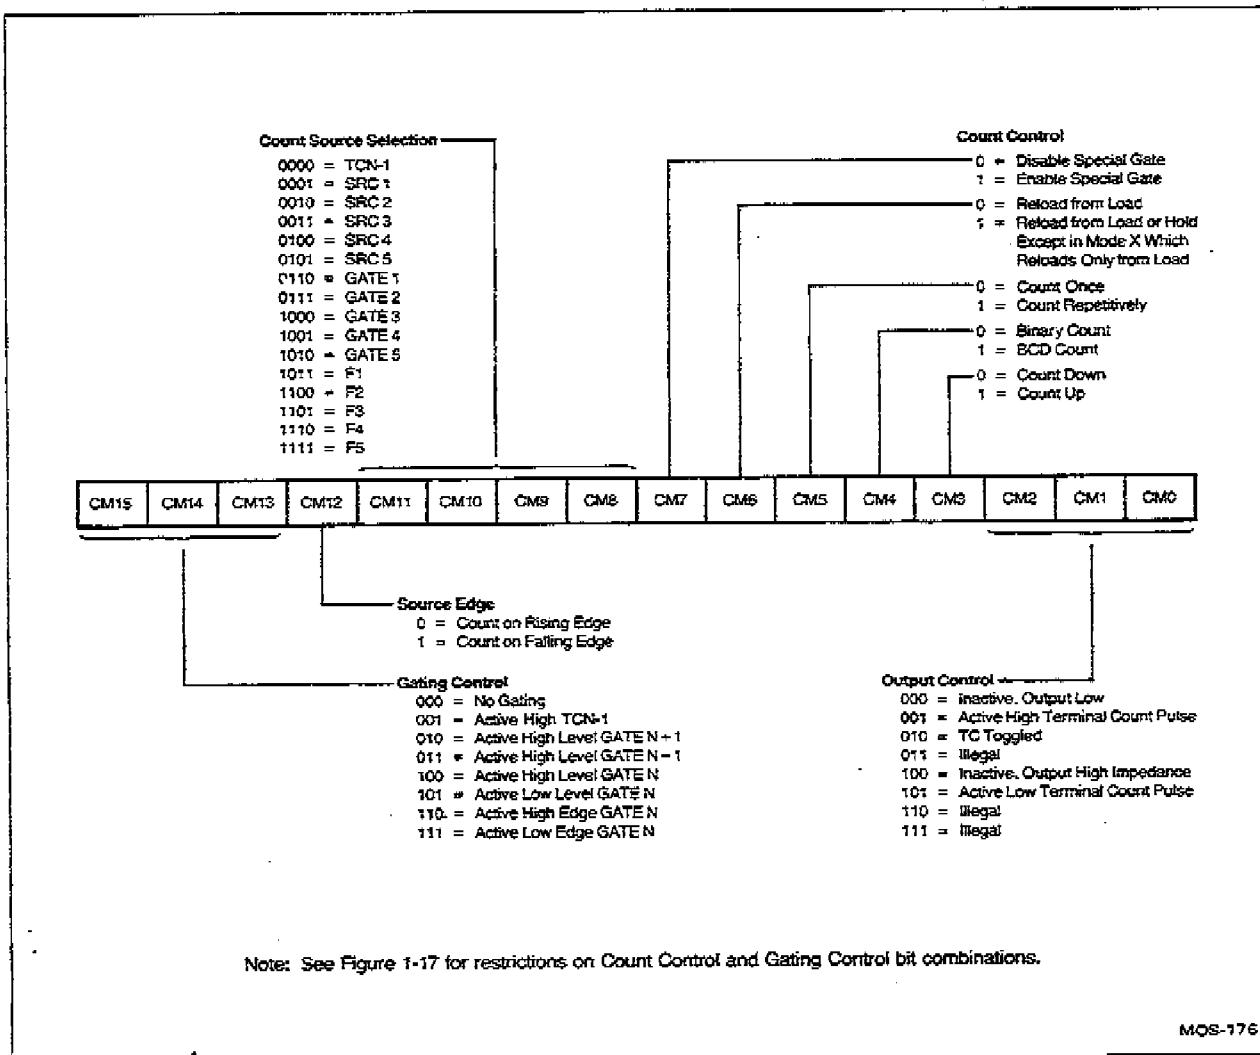 Count Source Selection
0000 = TCN-1
0001 = SRC 1
0010 = SRC 2
0011 = SRC 3
0100 = SRC 4
0101 = SRC 5
0110 = GATE 1
0111 = GATE 2
1000 = GATE 3
1001 = GATE 4
1010 = GATE 5
1011 = F1
1100 = F2
1101 = F3
1110 = F4
1111 = F5
Count Control
0 = Disable Special Gate
1 = Enable Special Gate
0 = Reload from Load
1 = Reload from Load or Hold
Except in Mode X Which
Reloads Only from Load
0 = Count Once
1 = Count Repetitively
0 = Binary Count
1 = BCD Count
0 = Count Down
1 = Count Up
CM15 CM14 CM13 CM12 CM11 CM10 CM9 CM8 CM7 CM6 CM5 CM4 CM3 CM2 CM1 CM0
Source Edge
0 = Count on Rising Edge
1 = Count on Falling Edge
Gating Control
000 = No Gating
001 = Active High TCN-1
010 = Active High Level GATE N + 1
011 = Active High Level GATE N – 1
100 = Active High Level GATE N
101 = Active Low Level GATE N
110 = Active High Edge GATE N
111 = Active Low Edge GATE N
Output Control
000 = Inactive. Output Low
001 = Active High Terminal Count Pulse
010 = TC Toggled
011 = Illegal
100 = Inactive. Output High Impedance
101 = Active Low Terminal Count Pulse
110 = Illegal
111 = Illegal
Note: See Figure 1-17 for restrictions on Count Control and Gating Control bit combinations.
MOS-176